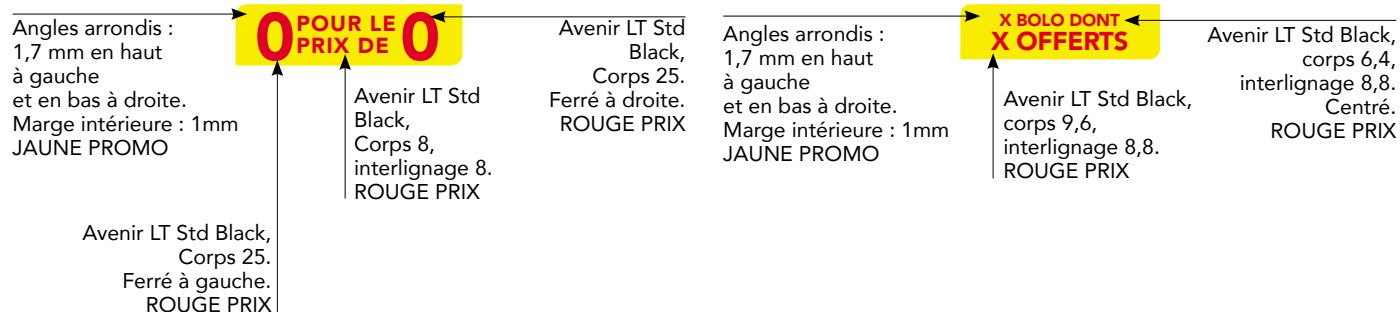 Angles arrondis :
1,7 mm en haut
à gauche
et en bas à droite.
Marge intérieure : 1mm
JAUNE PROMO
0 POUR LE
PRIX DE 0
Avenir LT Std
Black,
Corps 8,
interlignage 8.
ROUGE PRIX
Avenir LT Std
Black,
Corps 25.
Ferré à droite.
ROUGE PRIX
Avenir LT Std Black,
Corps 25.
Ferré à gauche.
ROUGE PRIX
Angles arrondis :
1,7 mm en haut
à gauche
et en bas à droite.
Marge intérieure : 1mm
JAUNE PROMO
X BOLO DONT
X OFFERTS
Avenir LT Std Black,
corps 9,6,
interlignage 8,8.
ROUGE PRIX
Avenir LT Std Black,
corps 6,4,
interlignage 8,8.
Centré.
ROUGE PRIX